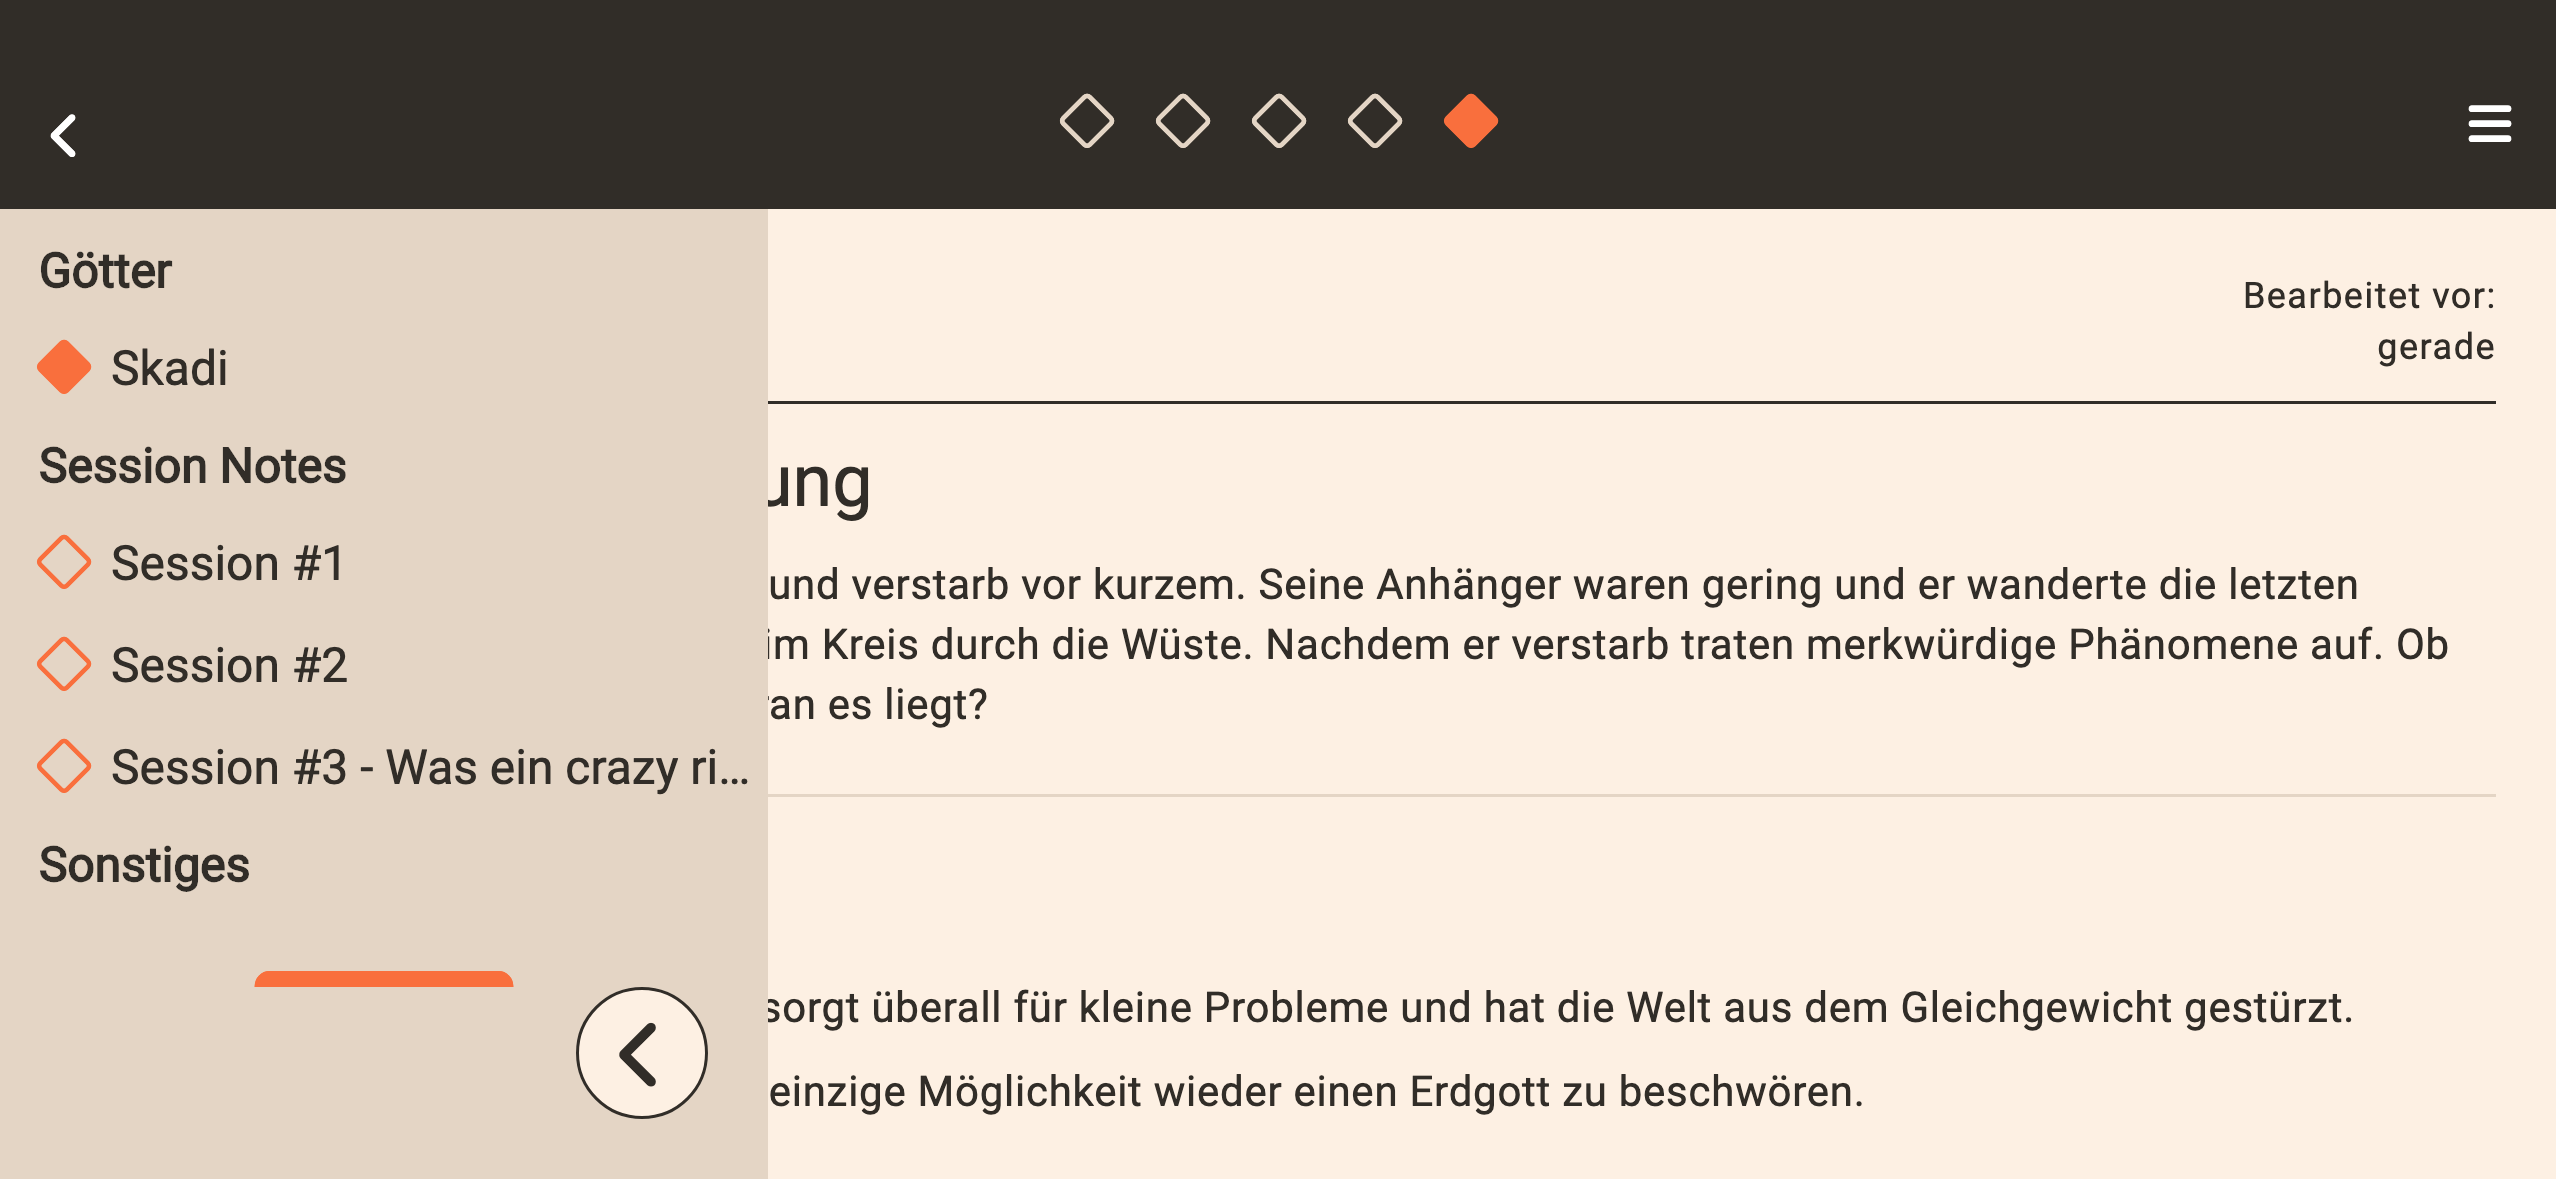 Götter
Skadi
Session Notes
Session #1
Session #2
Session #3 - Was ein crazy ri...
Sonstiges
Bearbeitet vor:
gerade
ung
und verstarb vor kurzem. Seine Anhänger waren gering und er wanderte die letzten
im Kreis durch die Wüste. Nachdem er verstarb traten merkwürdige Phänomene auf. Ob
an es liegt?
sorgt überall für kleine Probleme und hat die Welt aus dem Gleichgewicht gestürzt.
einzige Möglichkeit wieder einen Erdgott zu beschwören.